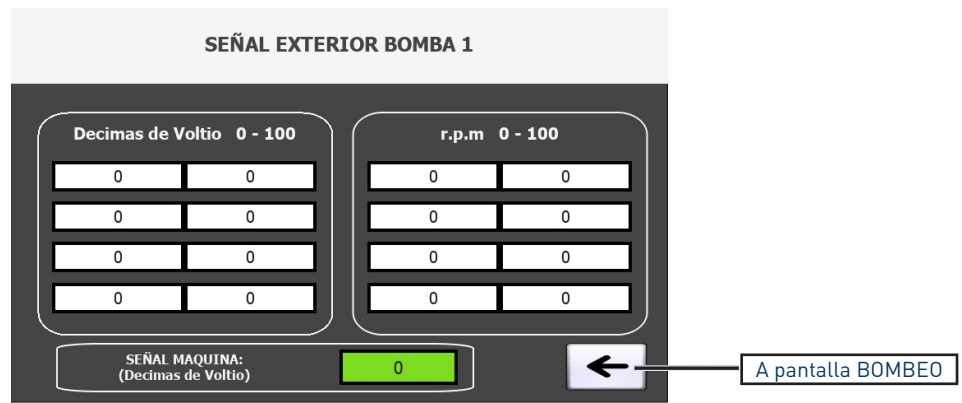 SEÑAL EXTERIOR BOMBA 1
Decimas de Voltio 0 - 100
0 0
0 0
0 0
0 0
r.p.m 0 - 100
0 0
0 0
0 0
0 0
SEÑAL MAQUINA:
(Decimas de Voltio)
0
A pantalla BOMBEO